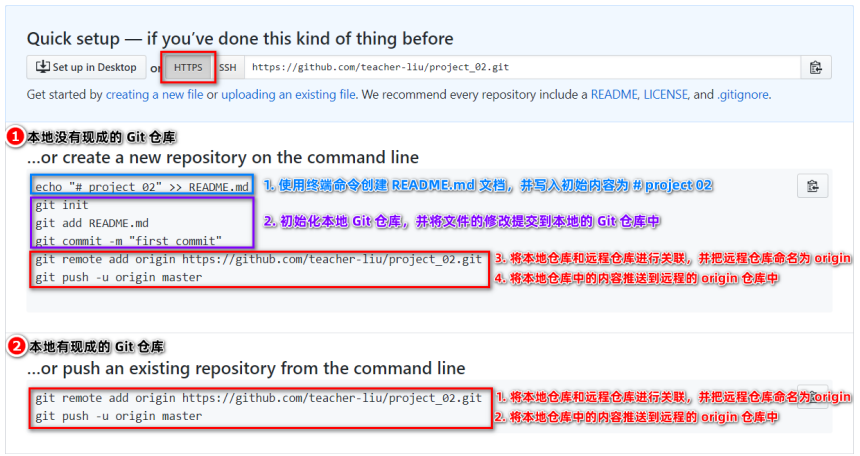 Quick setup — if you've done this kind of thing before
Set up in Desktop or HTTPS SSH https://github.com/teacher-liu/project_02.git
Get started by creating a new file or uploading an existing file. We recommend every repository include a README, LICENSE, and .gitignore.
1 本地没有现成的 Git 仓库
...or create a new repository on the command line
echo "# project_02" >> README.md 1. 使用终端命令创建 README.md 文档，并写入初始内容为 # project 02
git init
git add README.md 2. 初始化本地 Git 仓库，并将文件的修改提交到本地的 Git 仓库中
git commit -m "first commit"
git remote add origin https://github.com/teacher-liu/project_02.git 3. 将本地仓库和远程仓库进行关联，并把远程仓库命名为 origin
git push -u origin master 4. 将本地仓库中的内容推送到远程的 origin 仓库中
2 本地有现成的 Git 仓库
...or push an existing repository from the command line
git remote add origin https://github.com/teacher-liu/project_02.git 1. 将本地仓库和远程仓库进行关联，并把远程仓库命名为 origin
git push -u origin master 2. 将本地仓库中的内容推送到远程的 origin 仓库中